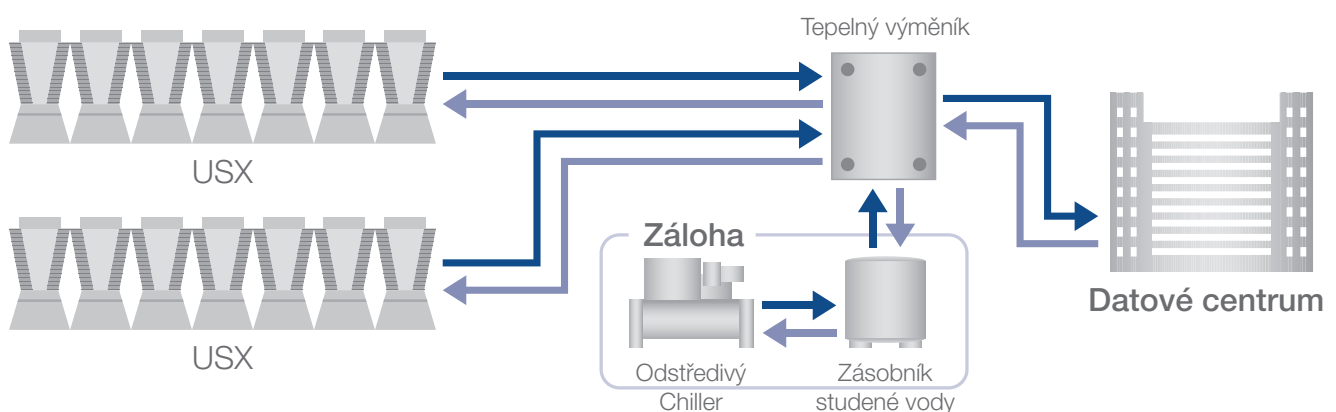 Tepelný výměník
USX
Záloha
Datové centrum
USX
Odstředivý
Chiller
Zásobník
studené vody